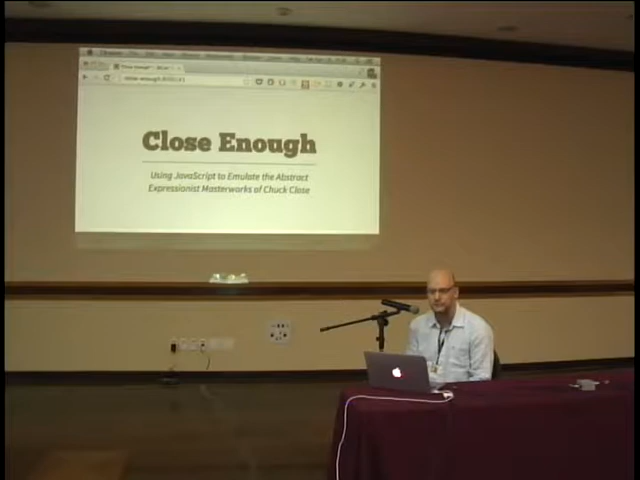 Close Enough
Using JavaScript to Emulate the Abstract
Expressionist Masterworks of Chuck Close